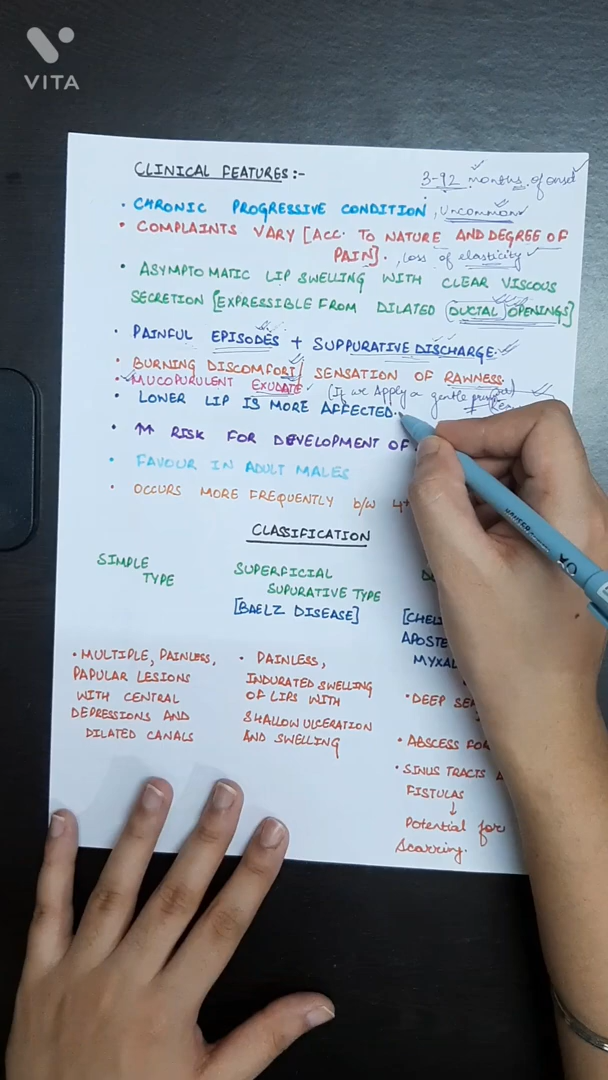 VITA
CLINICAL FEATURES:-
3-92 months of onset
• CHRONIC PROGRESSIVE CONDITION, Uncommon
• COMPLAINTS VARY [ACC. TO NATURE AND DEGREE OF
PAIN]., loss of elasticity
• ASYMPTOMATIC LIP SWELLING WITH CLEAR VISCOUS
SECRETION [EXPRESSIBLE FROM DILATED (DUCTAL) OPENINGS]
• PAINFUL EPISODES + SUPPURATIVE DISCHARGE.
• BURNING DISCOMFORT/ SENSATION OF RAWNESS.
• MUCOPURULENT EXUDATE (If we Apply a gentle
• LOWER LIP IS MORE AFFECTED.
• ↑↑ RISK FOR DEVELOPMENT OF
• FAVOUR IN ADULT MALES
• OCCURS MORE FREQUENTLY b/w 4
CLASSIFICATION
SIMPLE
TYPE
SUPERFICIAL
SUPURATIVE TYPE
[BAELZ DISEASE]
[CHEL
APOSTE
MYXAL
• MULTIPLE, PAINLESS,
PAPULAR LESIONS
WITH CENTRAL
DEPRESSIONS AND
DILATED CANALS
• PAINLESS,
INDURATED SWELLING
OF LIPS WITH
SHALLOW ULCERATION
AND SWELLING
• DEEP SE
• ABSCESS FOR
• SINUS TRACTS
FISTULAS
↓
Potential for
Scarring.